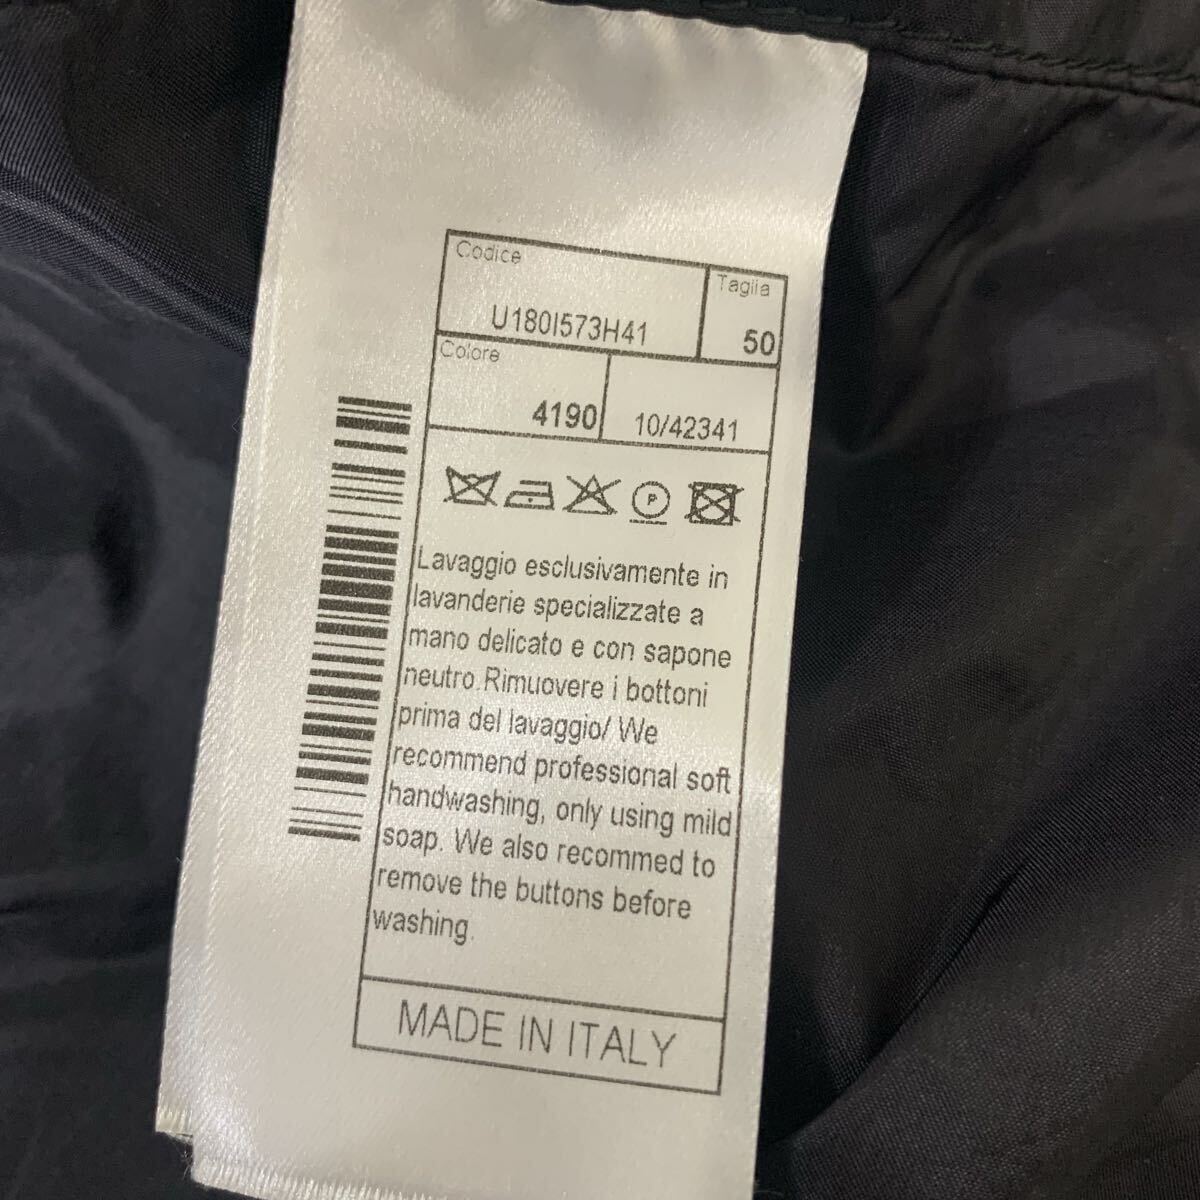 Codice
Taglia
U180I573H41
50
Colore
4190
10/42341
P
Lavaggio esclusivamente in
lavanderie specializzate a
mano delicato e con sapone
neutro.Rimuovere i bottoni
prima del lavaggio/ We
recommend professional soft
handwashing, only using mild
soap. We also recommed to
remove the buttons before
washing.
MADE IN ITALY